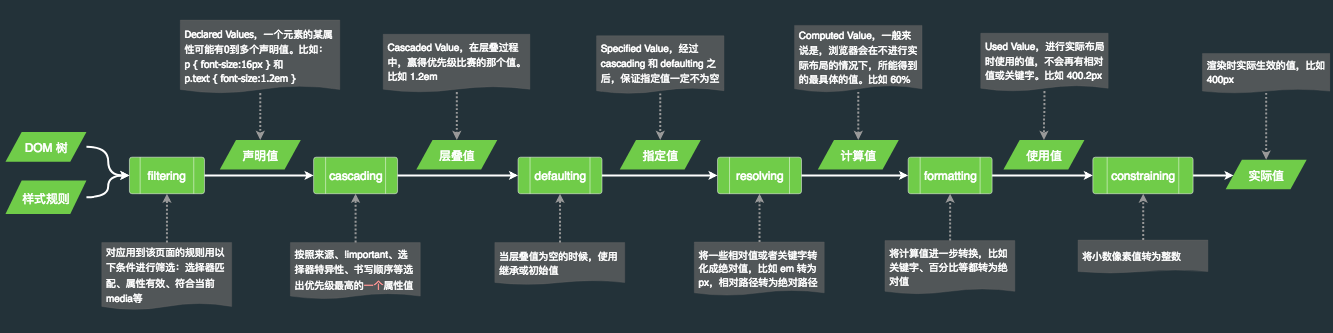 Declared Values，一个元素的某属
性可能有0到多个声明值。比如：
p { font-size:16px } 和
p.text { font-size:1.2em }
Cascaded Value，在层叠过程
中，赢得优先级比赛的那个值。
比如 1.2em
Specified Value，经过
cascading 和 defaulting 之
后，保证指定值一定不为空
Computed Value，一般来
说是，浏览器会在不进行实
际布局的情况下，所能得到
的最具体的值。比如 60%
Used Value，进行实际布局
时使用的值，不会再有相对
值或关键字。比如 400.2px
渲染时实际生效的值，比如
400px
DOM 树
样式规则
filtering
声明值
cascading
层叠值
defaulting
指定值
resolving
计算值
formatting
使用值
constraining
实际值
对应用到该页面的规则用以
下条件进行筛选：选择器匹
配、属性有效、符合当前
media等
按照来源、!important、选
择器特异性、书写顺序等选
出优先级最高的一个属性值
当层叠值为空的时候，使用
继承或初始值
将一些相对值或者关键字转
化成绝对值，比如 em 转为
px，相对路径转为绝对路径
将计算值进一步转换，比如
关键字、百分比等都转为绝
对值
将小数像素值转为整数